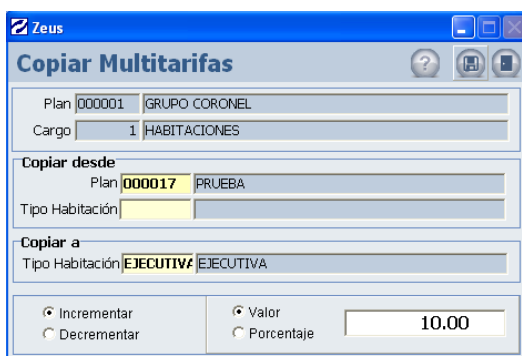 Zeus
Copiar Multitarifas
Plan 000001 GRUPO CORONEL
Cargo 1 HABITACIONES
Copiar desde
Plan 000017 PRUEBA
Tipo Habitación
Copiar a
Tipo Habitación EJECUTIVA EJECUTIVA
Incrementar Valor 10.00
Decrementar Porcentaje